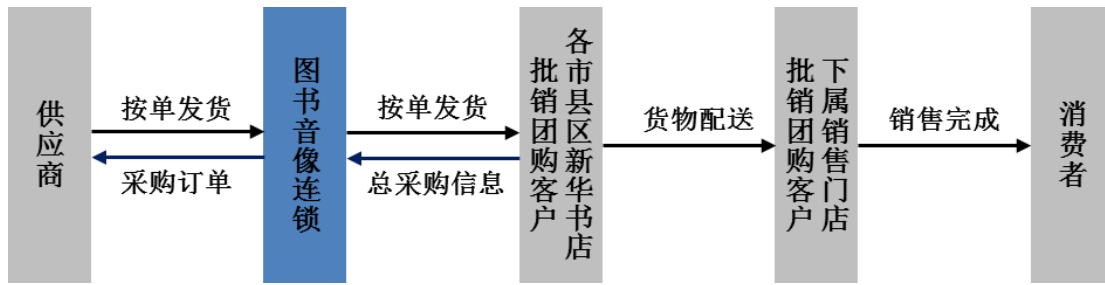 供应商
按单发货
采购订单
图书音像连锁
按单发货
总采购信息
各市县区新华书店
批销团购客户
货物配送
下属销售门店
批销团购客户
销售完成
消费者